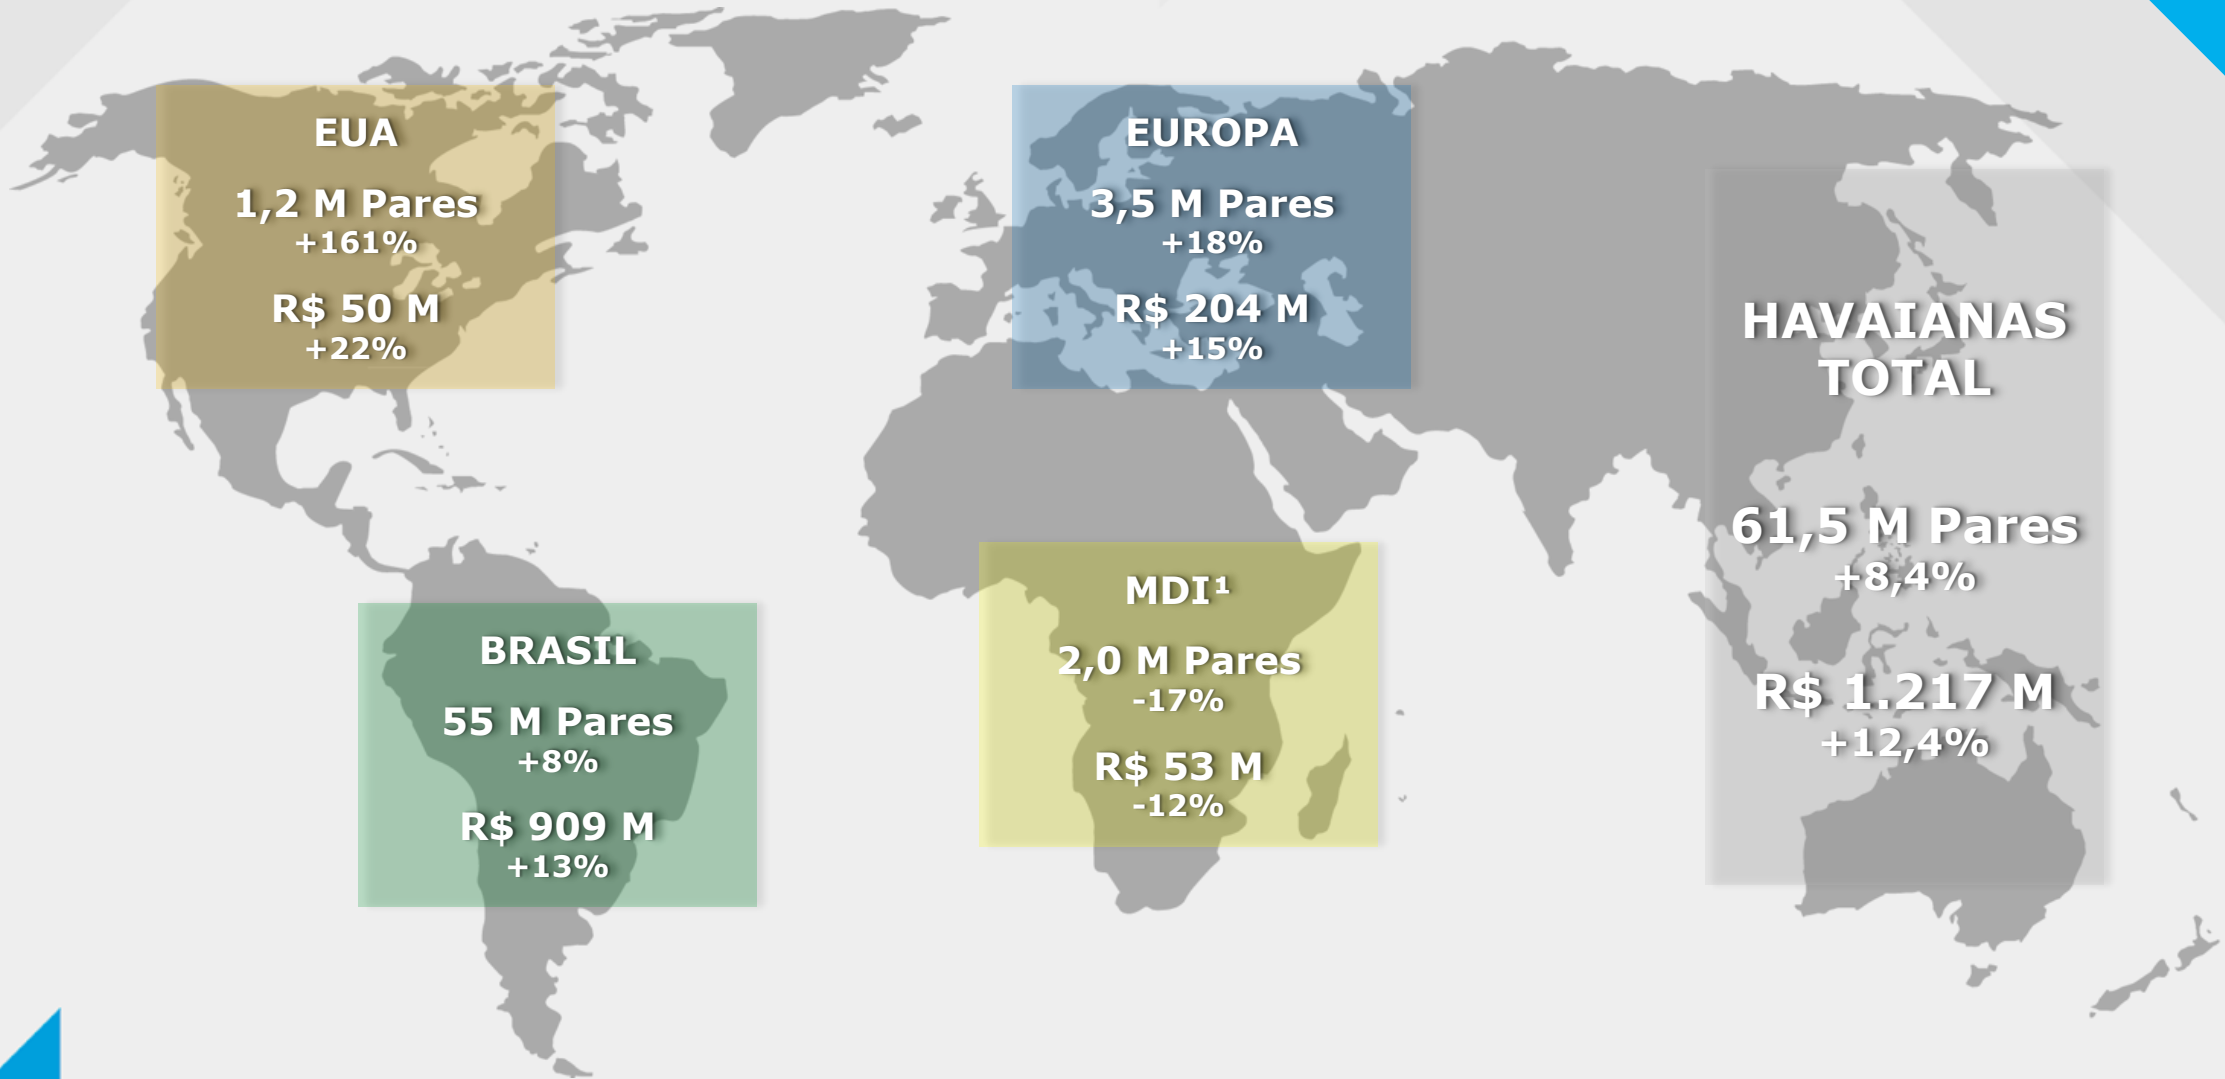 EUA
1,2 M Pares
+161%
R$ 50 M
+22%
EUROPA
3,5 M Pares
+18%
R$ 204 M
+15%
BRASIL
55 M Pares
+8%
R$ 909 M
+13%
MDI¹
2,0 M Pares
-17%
R$ 53 M
-12%
HAVAIANAS
TOTAL
61,5 M Pares
+8,4%
R$ 1.217 M
+12,4%